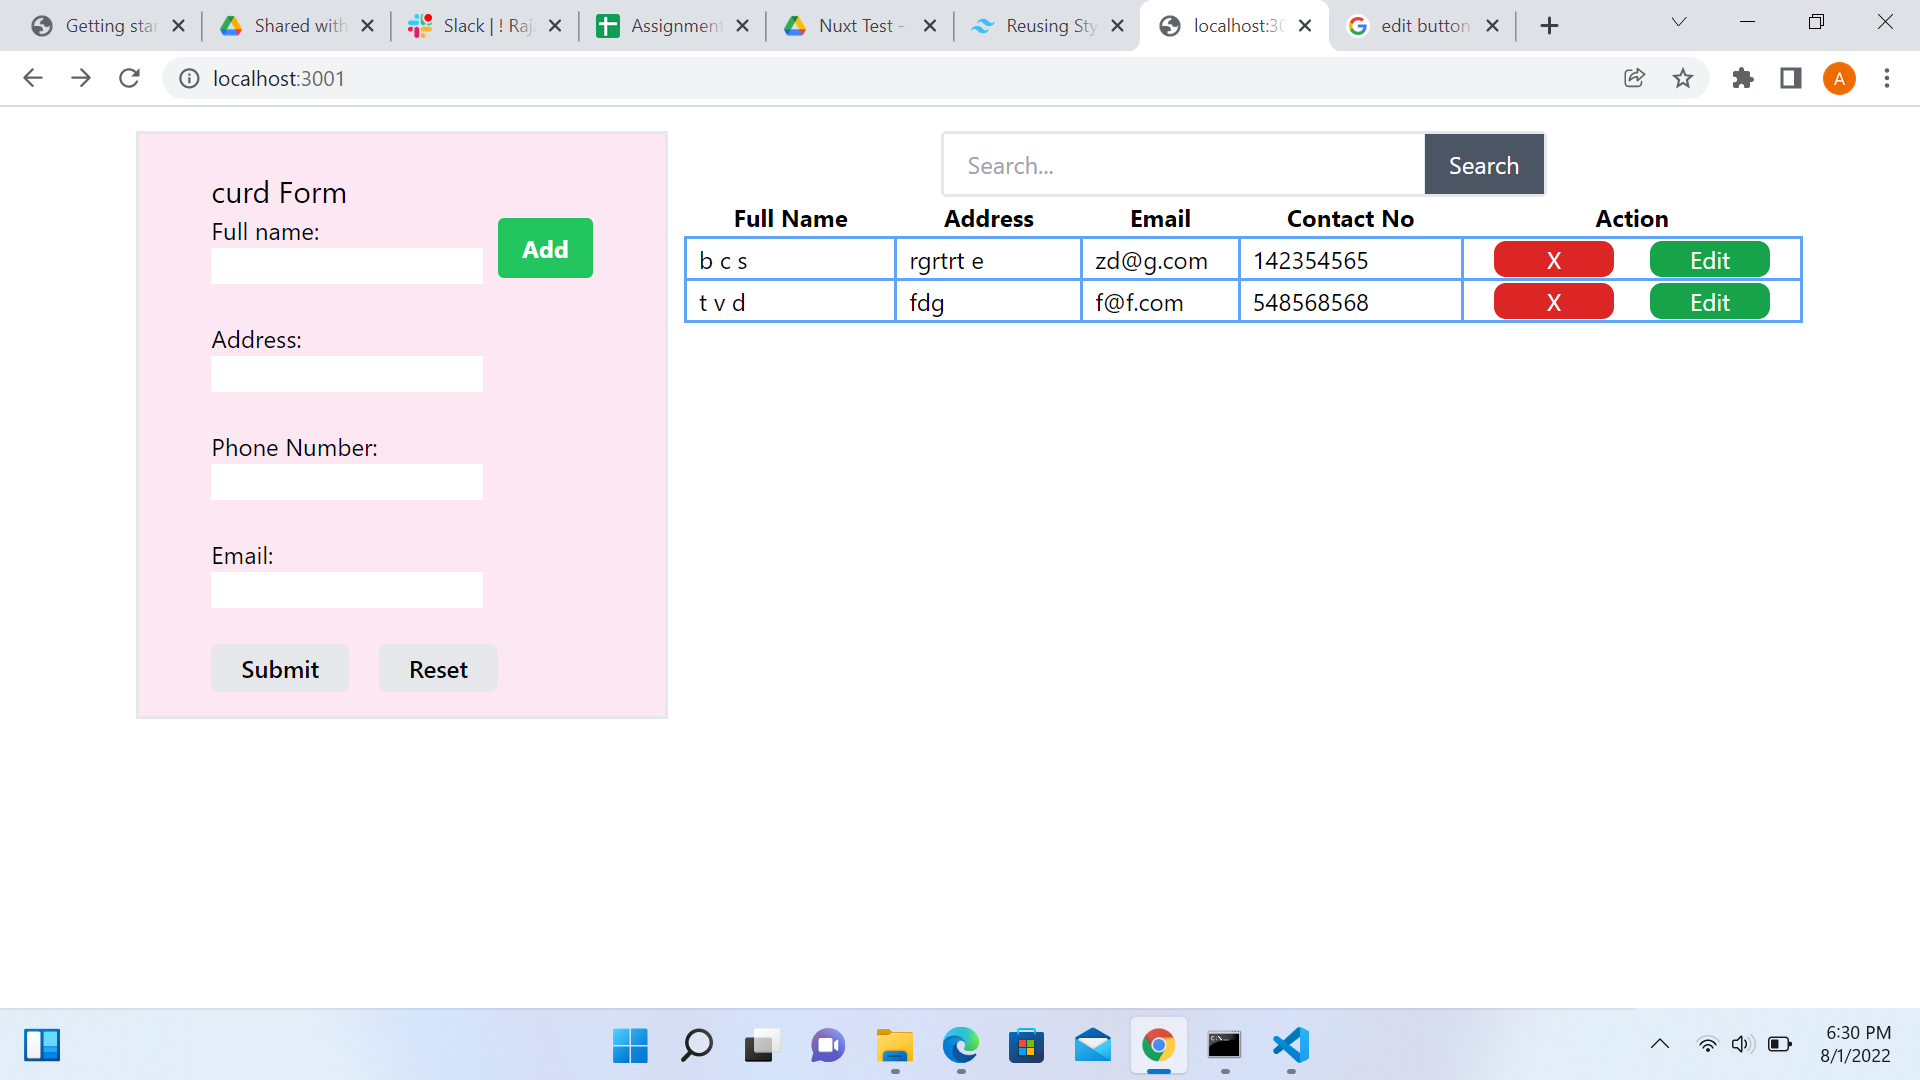 Getting star
Shared with
Slack | ! Raj
Assignment
Nuxt Test -
Reusing Sty
localhost:30
edit button
localhost:3001
A
curd Form
Full name:
Add
Address:
Phone Number:
Email:
Submit Reset
Search...
Search
Full Name Address Email Contact No Action
b c s rgrtrt e zd@g.com 142354565 X Edit
t v d fdg f@f.com 548568568 X Edit
6:30 PM
8/1/2022